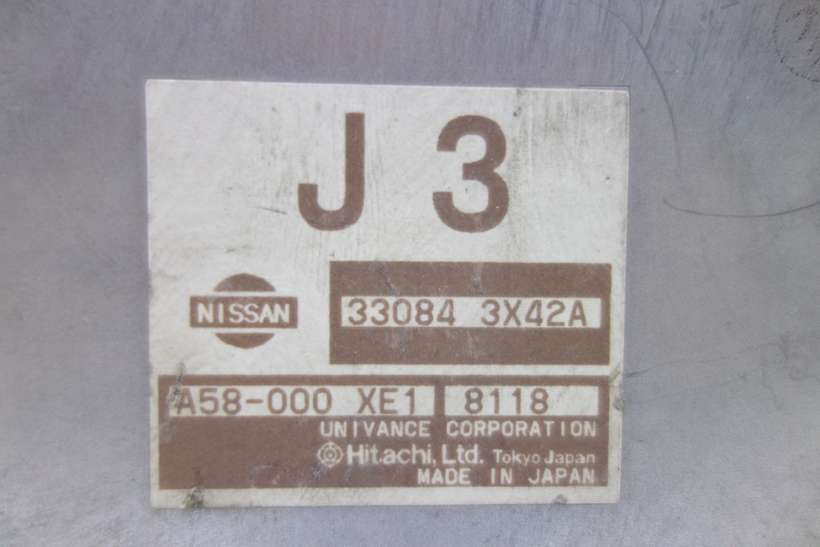 J 3
NISSAN
33084 3X42A
A58-000 XE1 8118
UNIVANCE CORPORATION
Hitachi, Ltd. Tokyo Japan
MADE IN JAPAN